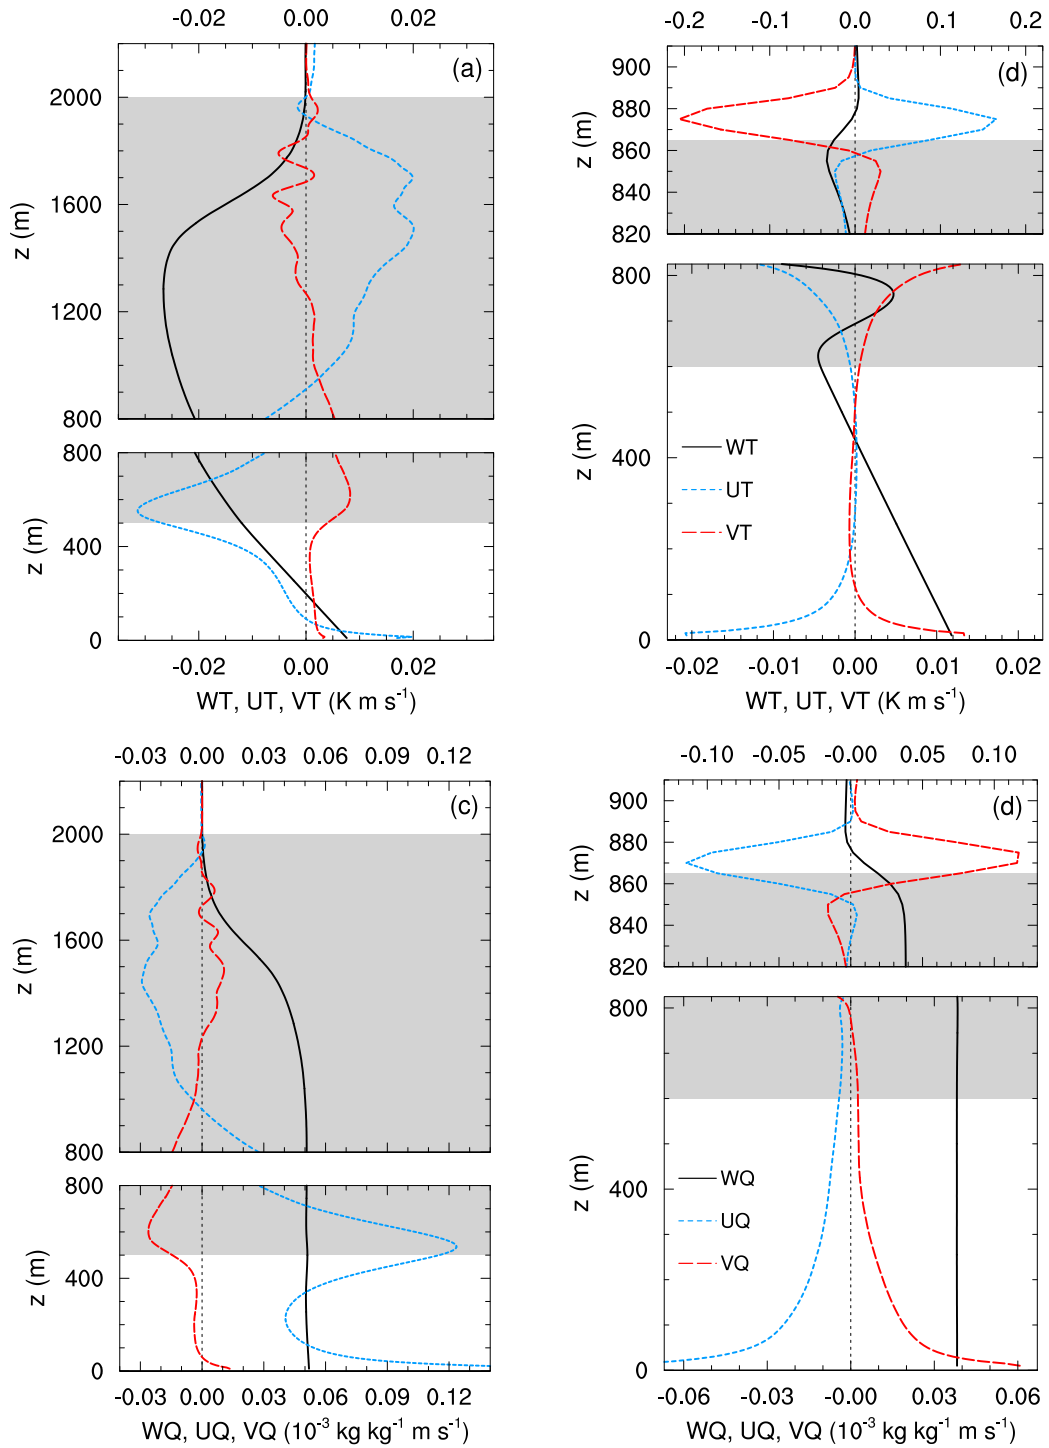 -0.02 0.00 0.02
(a)
2000
1600
1200
800
z (m)
800
400
0
z (m)
-0.02 0.00 0.02
WT, UT, VT (K m s-1)
-0.2 -0.1 0.0 0.1 0.2
(d)
900
880
860
840
820
z (m)
800
400
0
z (m)
WT
UT
VT
-0.02 -0.01 0.00 0.01 0.02
WT, UT, VT (K m s-1)
-0.03 0.00 0.03 0.06 0.09 0.12
(c)
2000
1600
1200
800
z (m)
800
400
0
z (m)
-0.03 0.00 0.03 0.06 0.09 0.12
WQ, UQ, VQ (10-3 kg kg-1 m s-1)
-0.10 -0.05 -0.00 0.05 0.10
(d)
900
880
860
840
820
z (m)
800
400
0
z (m)
WQ
UQ
VQ
-0.06 -0.03 -0.00 0.03 0.06
WQ, UQ, VQ (10-3 kg kg-1 m s-1)